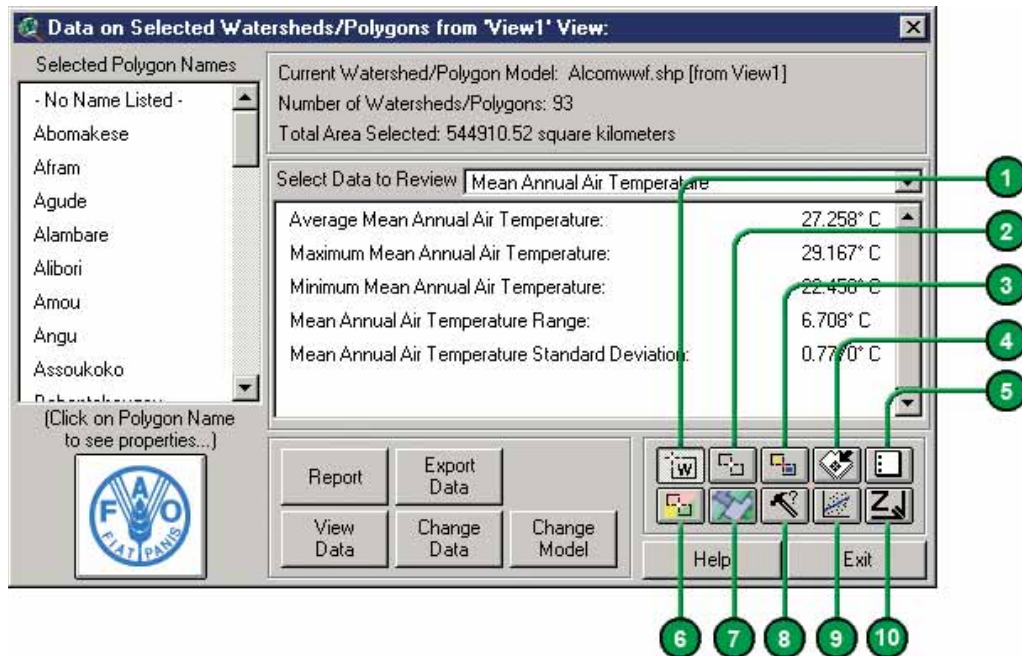 Data on Selected Watersheds/Polygons from 'View1' View:
Selected Polygon Names
- No Name Listed -
Abomakese
Afram
Agude
Alambare
Alibori
Amou
Angu
Assoukoko
(Click on Polygon Name
to see properties...)
FAO
FIAT PANIS
Current Watershed/Polygon Model: Alcomwwf.shp [from View1]
Number of Watersheds/Polygons: 93
Total Area Selected: 544910.52 square kilometers
Select Data to Review Mean Annual Air Temperature
Average Mean Annual Air Temperature: 27.258° C
Maximum Mean Annual Air Temperature: 29.167° C
Minimum Mean Annual Air Temperature: 22.458° C
Mean Annual Air Temperature Range: 6.708° C
Mean Annual Air Temperature Standard Deviation: 0.7770° C
Report
Export
Data
View
Data
Change
Data
Change
Model
W
Z
Help
Exit
1
2
3
4
5
6
7
8
9
10